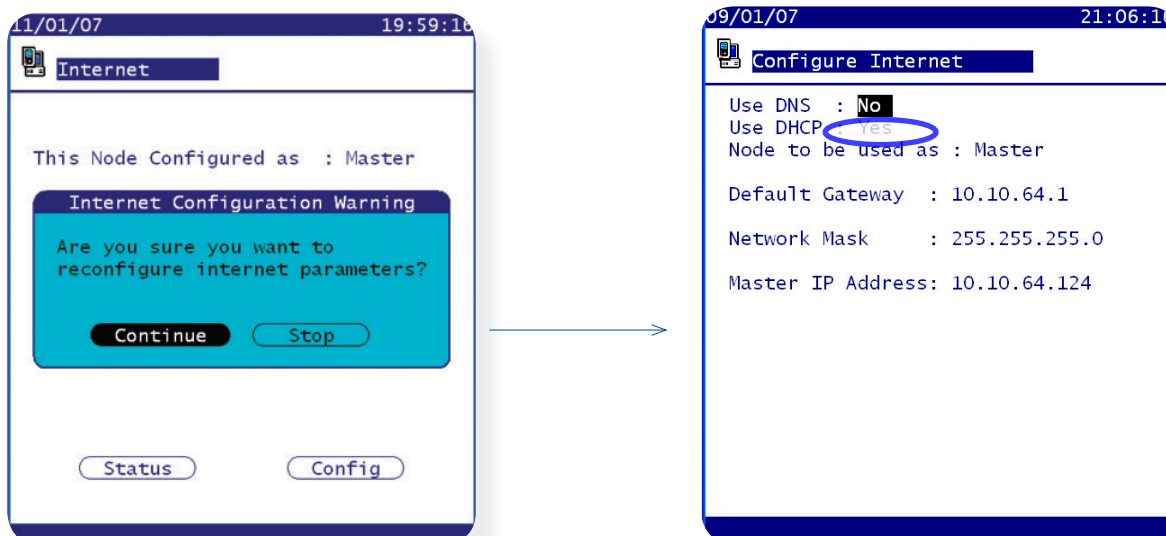 11/01/07 19:59:16
Internet
This Node Configured as : Master
Internet Configuration Warning
Are you sure you want to
reconfigure internet parameters?
Continue Stop
Status Config
09/01/07 21:06:16
Configure Internet
Use DNS : No
Use DHCP : Yes
Node to be used as : Master
Default Gateway : 10.10.64.1
Network Mask : 255.255.255.0
Master IP Address: 10.10.64.124